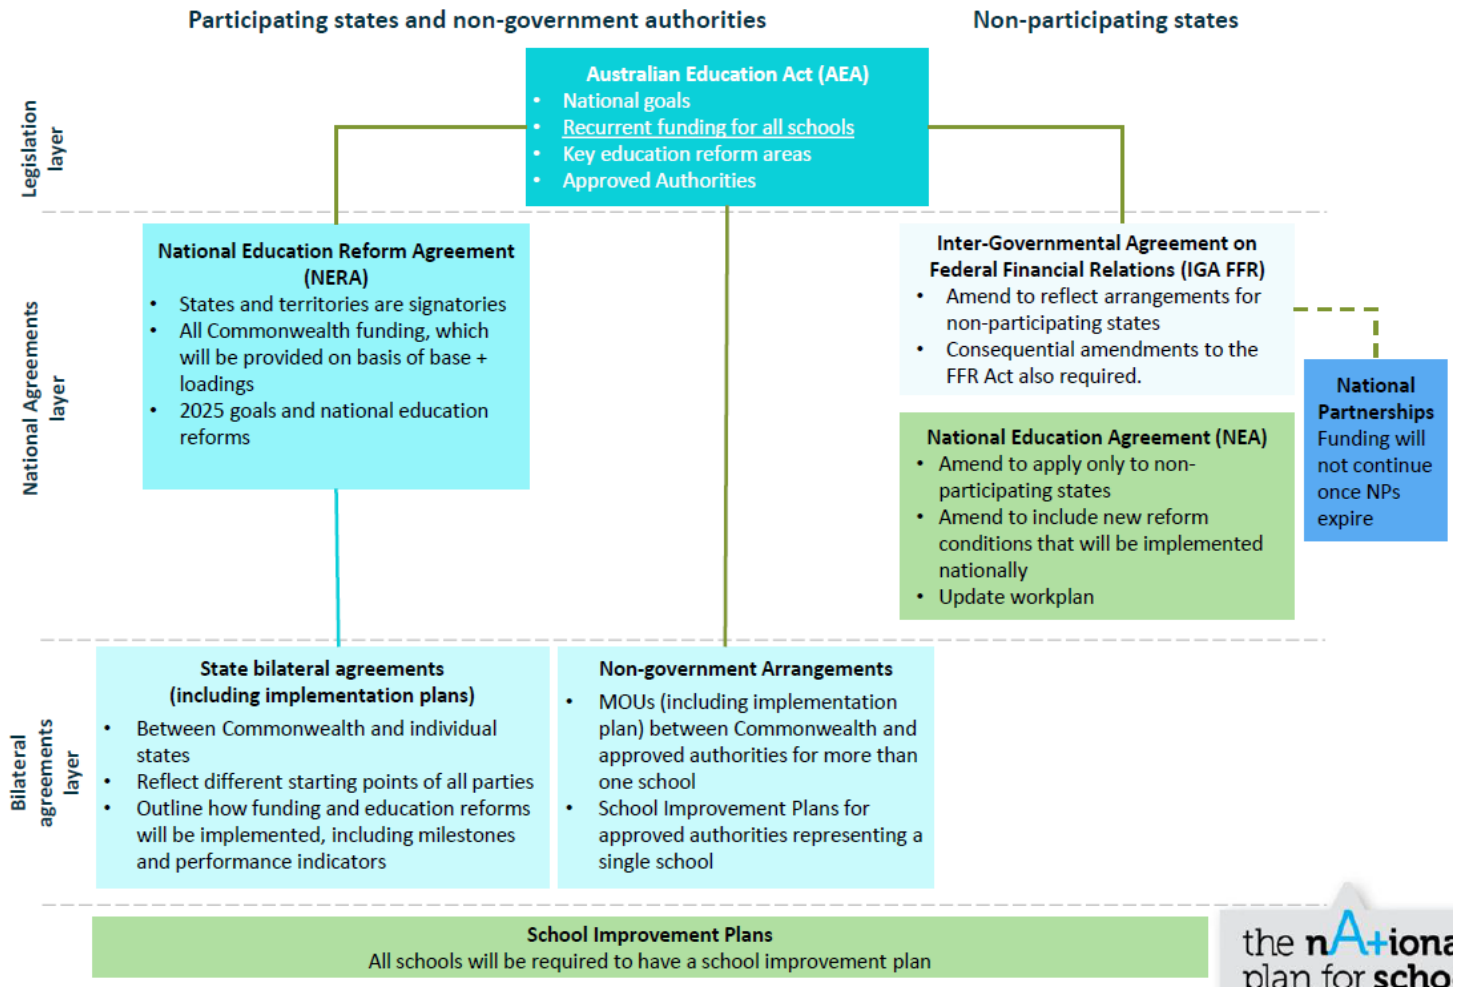 Participating states and non-government authorities
Non-participating states
Legislation
layer
Australian Education Act (AEA)
• National goals
• Recurrent funding for all schools
• Key education reform areas
• Approved Authorities
National Agreements
layer
National Education Reform Agreement
(NERA)
• States and territories are signatories
• All Commonwealth funding, which
will be provided on basis of base +
loadings
• 2025 goals and national education
reforms
Inter-Governmental Agreement on
Federal Financial Relations (IGA FFR)
• Amend to reflect arrangements for
non-participating states
• Consequential amendments to the
FFR Act also required.
National
Partnerships
Funding will
not continue
once NPs
expire
National Education Agreement (NEA)
• Amend to apply only to non-
participating states
• Amend to include new reform
conditions that will be implemented
nationally
• Update workplan
Bilateral
agreements
layer
State bilateral agreements
(including implementation plans)
• Between Commonwealth and individual
states
• Reflect different starting points of all parties
• Outline how funding and education reforms
will be implemented, including milestones
and performance indicators
Non-government Arrangements
• MOUs (including implementation
plan) between Commonwealth and
approved authorities for more than
one school
• School Improvement Plans for
approved authorities representing a
single school
School Improvement Plans
All schools will be required to have a school improvement plan
the nA+iona
plan for scho